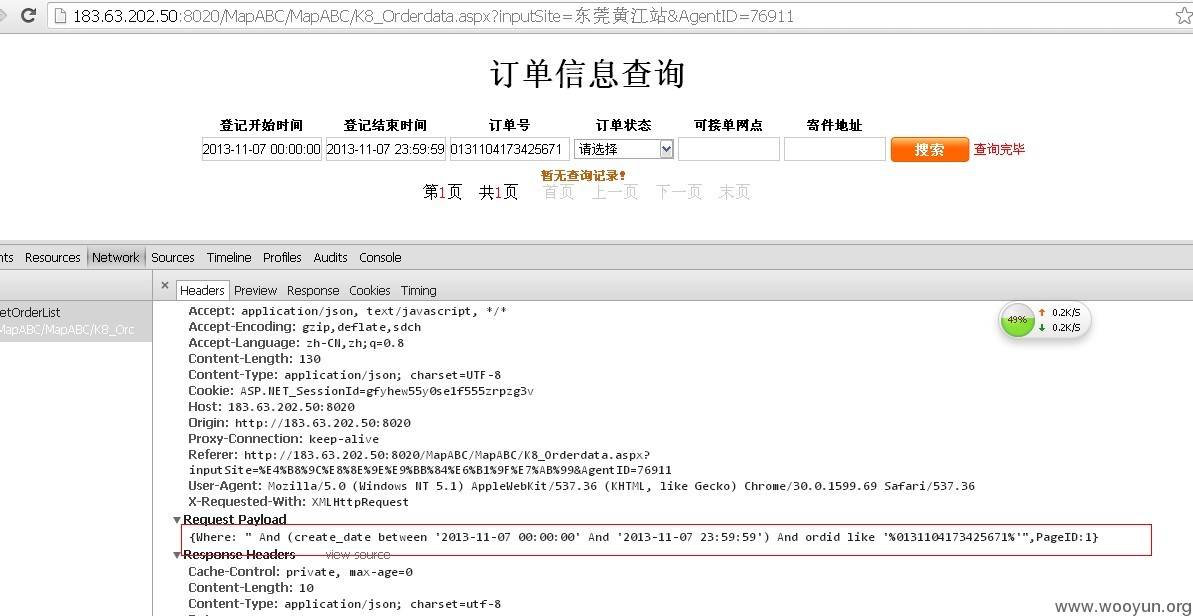 183.63.202.50:8020/MapABC/MapABC/K8_Orderdata.aspx?inputSite=东莞黄江站&AgentID=76911
订单信息查询
登记开始时间 登记结束时间 订单号 订单状态 可接单网点 寄件地址
2013-11-07 00:00:00 2013-11-07 23:59:59 0131104173425671 请选择 搜索 查询完毕
暂无查询记录!
第1页 共1页 首页 上一页 下一页 末页
nts Resources Network Sources Timeline Profiles Audits Console
× Headers Preview Response Cookies Timing
etOrderList
MapABC/MapABC/K8_Orc
Accept: application/json, text/javascript, */*
Accept-Encoding: gzip,deflate,sdch
Accept-Language: zh-CN,zh;q=0.8
Content-Length: 130
Content-Type: application/json; charset=UTF-8
Cookie: ASP.NET_SessionId=gfyhew55y0se1f555zrpzg3v
Host: 183.63.202.50:8020
Origin: http://183.63.202.50:8020
Proxy-Connection: keep-alive
Referer: http://183.63.202.50:8020/MapABC/MapABC/K8_Orderdata.aspx?
inputSite=%E4%B8%9C%E8%8E%9E%E9%BB%84%E6%B1%9F%E7%AB%99&AgentID=76911
User-Agent: Mozilla/5.0 (Windows NT 5.1) AppleWebKit/537.36 (KHTML, like Gecko) Chrome/30.0.1599.69 Safari/537.36
X-Requested-With: XMLHttpRequest
Request Payload
{Where: " And (create_date between '2013-11-07 00:00:00' And '2013-11-07 23:59:59') And ordid like '%0131104173425671%'",PageID:1}
Response Headers view source
Cache-Control: private, max-age=0
Content-Length: 10
Content-Type: application/json; charset=utf-8
49% 0.2K/S
0.2K/S
www.wooyun.org